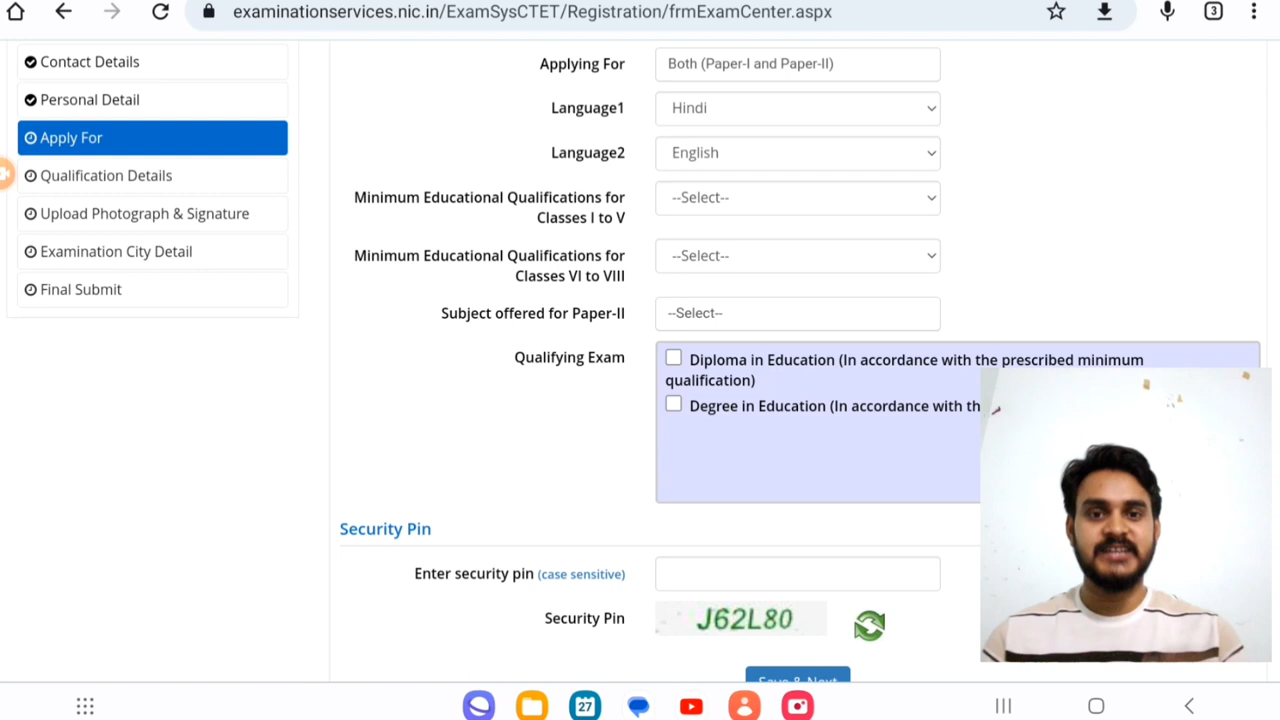 examinationservices.nic.in/ExamSysCTET/Registration/frmExamCenter.aspx
3
Contact Details
Personal Detail
Apply For
Qualification Details
Upload Photograph & Signature
Examination City Detail
Final Submit
Applying For
Both (Paper-I and Paper-II)
Language1
Hindi
Language2
English
Minimum Educational Qualifications for
Classes I to V
--Select--
Minimum Educational Qualifications for
Classes VI to VIII
--Select--
Subject offered for Paper-II
--Select--
Qualifying Exam
Diploma in Education (In accordance with the prescribed minimum
qualification)
Degree in Education (In accordance with th
Security Pin
Enter security pin (case sensitive)
Security Pin
J62L80
Save & Next
27